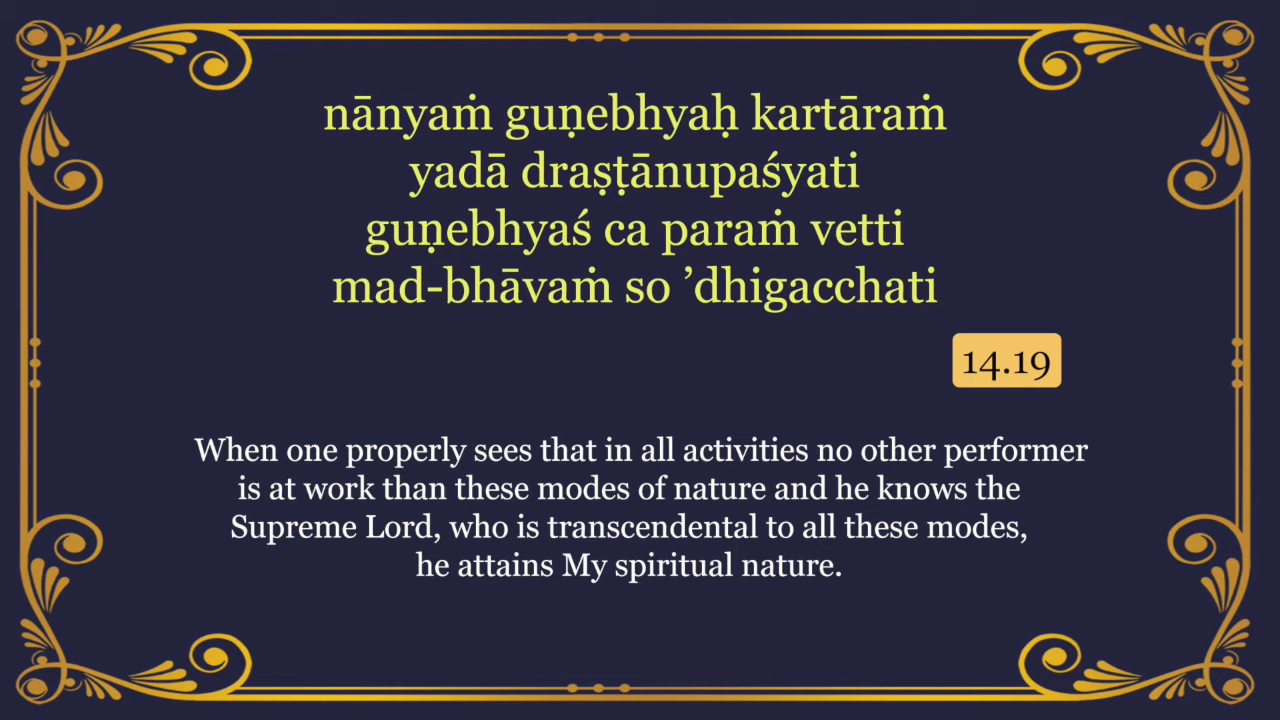 nānyaṁ guṇebhyaḥ kartāraṁ
yadā draṣṭānupaśyati
guṇebhyaś ca paraṁ vetti
mad-bhāvaṁ so ’dhigacchati
14.19
When one properly sees that in all activities no other performer
is at work than these modes of nature and he knows the
Supreme Lord, who is transcendental to all these modes,
he attains My spiritual nature.